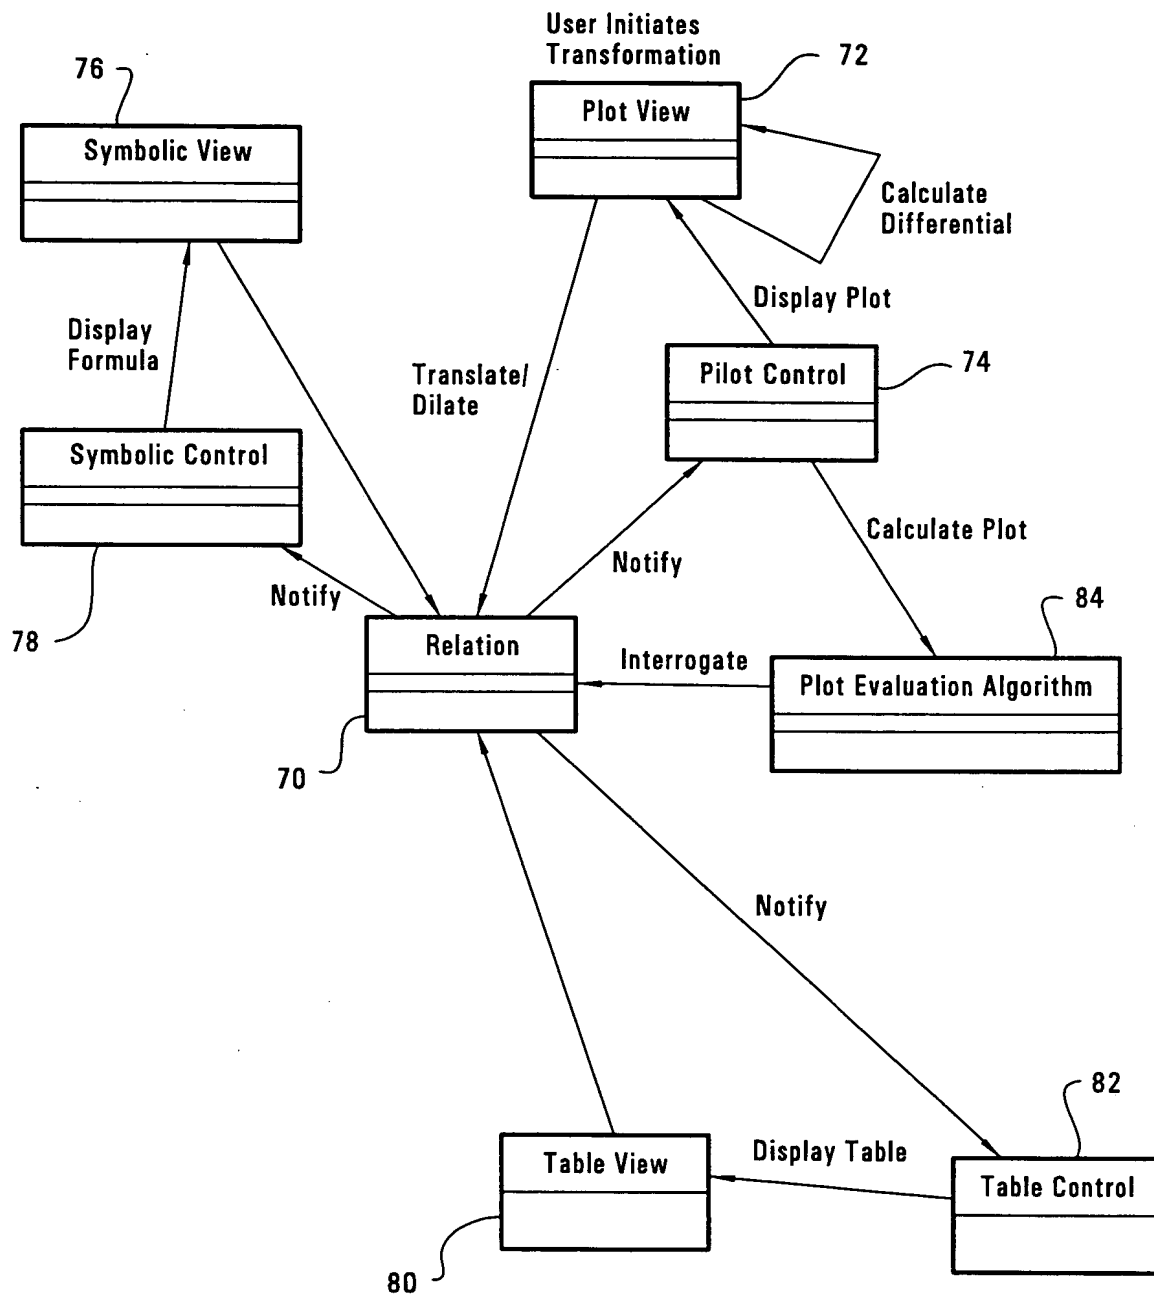 User Initiates
Transformation
72
76
Plot View
Symbolic View
Calculate
Differential
Display Plot
Display
Formula
Translate/
Dilate
Pilot Control
74
Symbolic Control
Calculate Plot
Notify
Notify
78
84
Relation
Interrogate
Plot Evaluation Algorithm
70
Notify
82
Table View
Display Table
Table Control
80